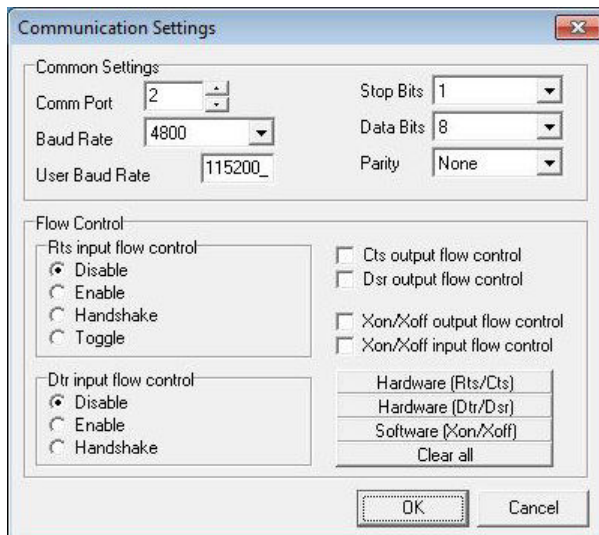 Communication Settings
Common Settings
Comm Port 2
Baud Rate 4800
User Baud Rate 115200_
Stop Bits 1
Data Bits 8
Parity None
Flow Control
Rts input flow control
Disable
Enable
Handshake
Toggle
Dtr input flow control
Disable
Enable
Handshake
Cts output flow control
Dsr output flow control
Xon/Xoff output flow control
Xon/Xoff input flow control
Hardware (Rts/Cts)
Hardware (Dtr/Dsr)
Software (Xon/Xoff)
Clear all
OK
Cancel